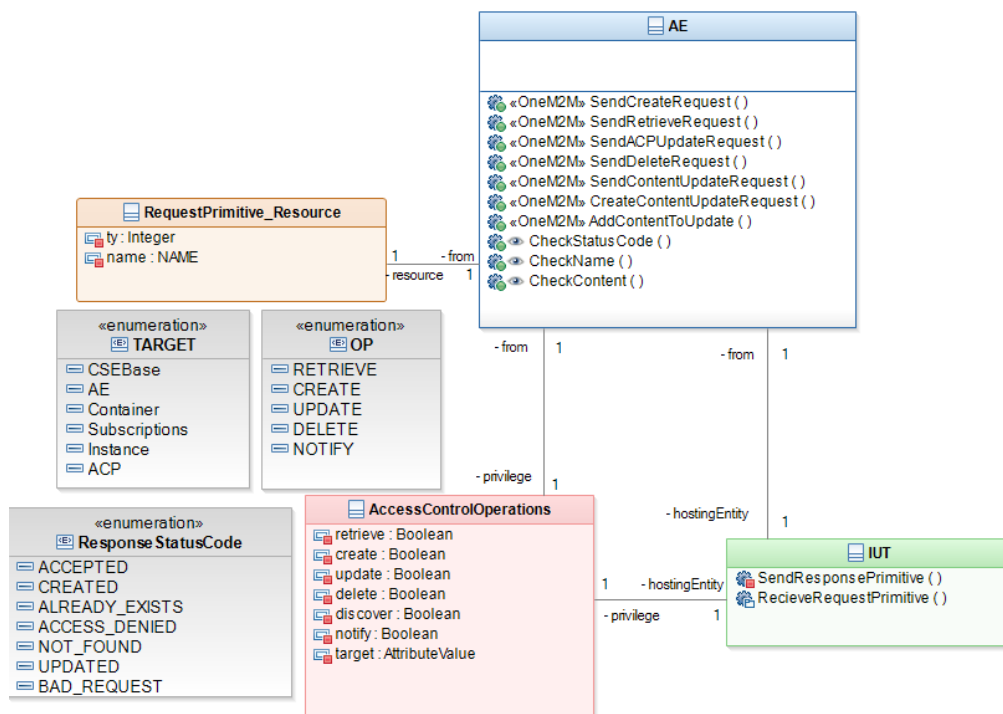 AE
«OneM2M» SendCreateRequest ( )
«OneM2M» SendRetrieveRequest ( )
«OneM2M» SendACPUpdateRequest ( )
«OneM2M» SendDeleteRequest ( )
«OneM2M» SendContentUpdateRequest ( )
«OneM2M» CreateContentUpdateRequest ( )
«OneM2M» AddContentToUpdate ( )
CheckStatusCode ( )
CheckName ( )
CheckContent ( )
RequestPrimitive_Resource
ty : Integer
name : NAME
1 - from
- resource 1
«enumeration»
TARGET
CSEBase
AE
Container
Subscriptions
Instance
ACP
«enumeration»
OP
RETRIEVE
CREATE
UPDATE
DELETE
NOTIFY
- from 1
- from 1
- privilege 1
- hostingEntity 1
«enumeration»
ResponseStatusCode
ACCEPTED
CREATED
ALREADY_EXISTS
ACCESS_DENIED
NOT_FOUND
UPDATED
BAD_REQUEST
AccessControlOperations
retrieve : Boolean
create : Boolean
update : Boolean
delete : Boolean
discover : Boolean
notify : Boolean
target : AttributeValue
1 - hostingEntity
- privilege 1
IUT
SendResponsePrimitive ( )
RecieveRequestPrimitive ( )